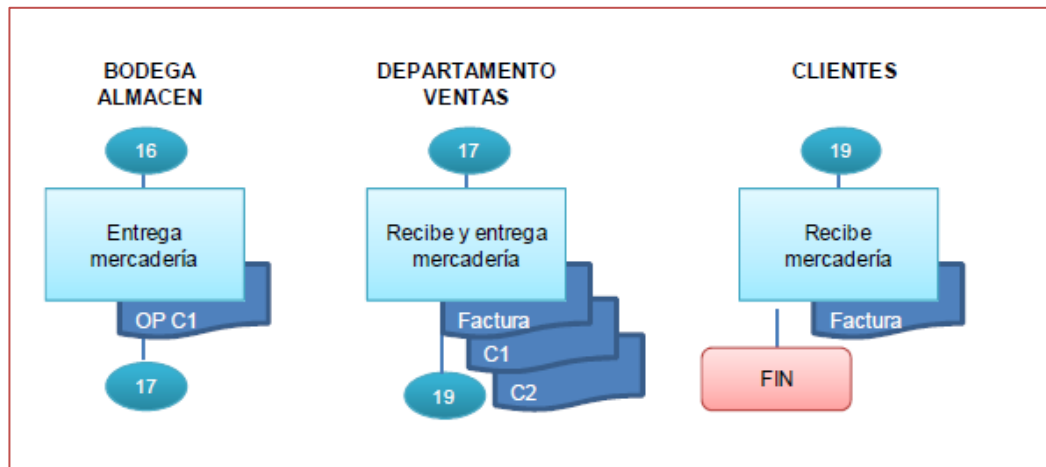 BODEGA
ALMACEN
DEPARTAMENTO
VENTAS
CLIENTES
16
17
19
Entrega
mercadería
Recibe y entrega
mercadería
Recibe
mercadería
OP C1
Factura
C1
C2
Factura
17
19
FIN